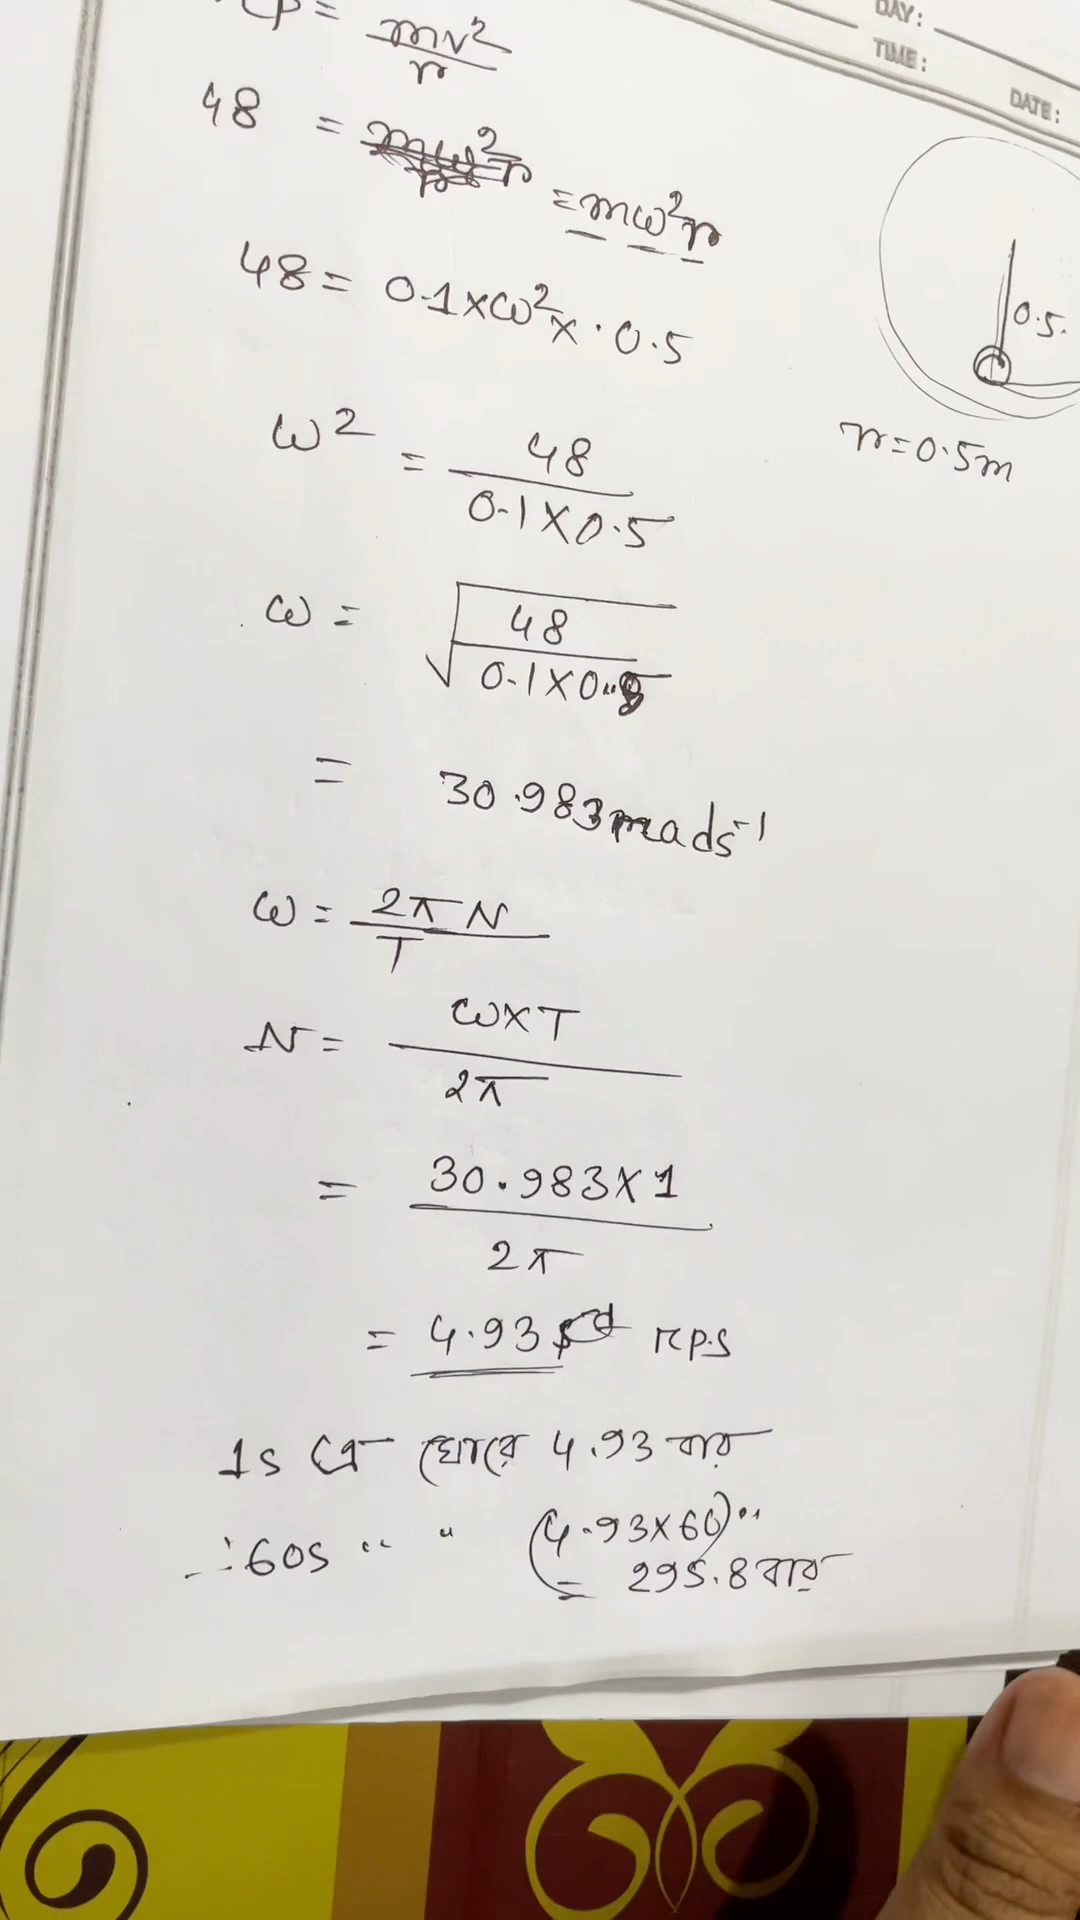 DAY:
TIME:
DATE:
= mv²/r
48 = = mω²r
0.5.
48 = 0.1×ω²×·0.5
r=0.5m
ω² = 48/0.1×0.5
ω = √48/0.1×0.5
= 30.983 rads⁻¹
ω = 2πN/T
N = ω×T/2π
= 30.983×1/2π
= 4.93 rps
1s এ ঘোরে 4.93 বার
∴ 60s " " (4.93×60) "
= 295.8 বার